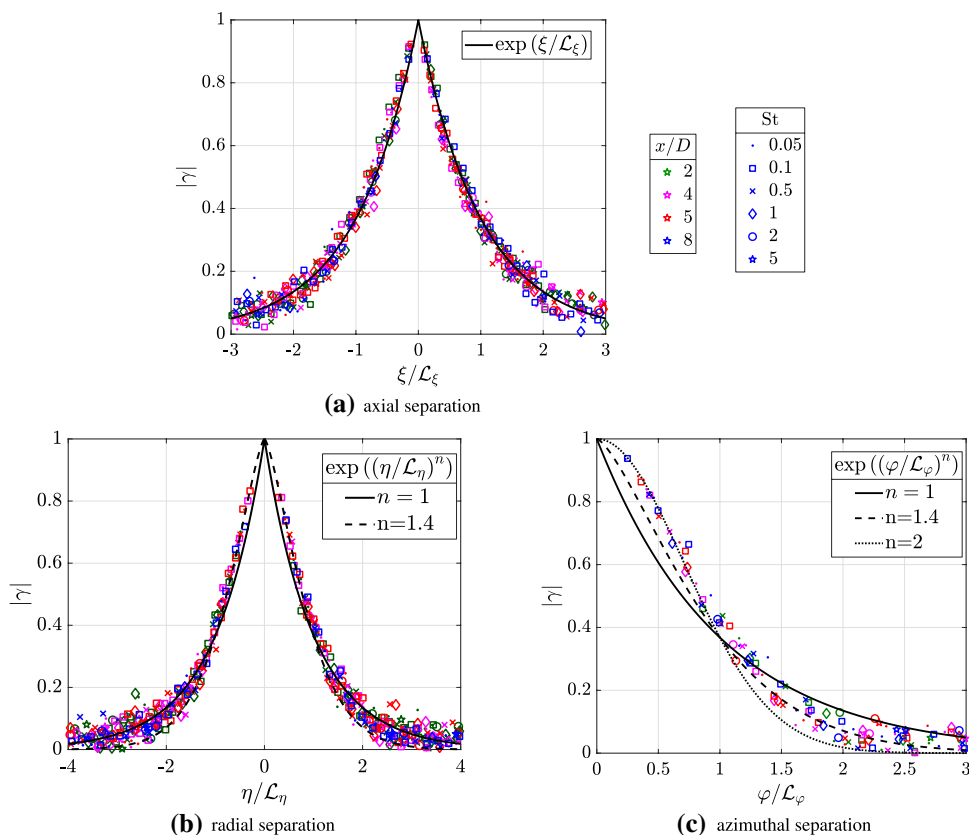 1
0.8
0.6
0.4
0.2
0
|γ|
-3 -2 -1 0 1 2 3
ξ/ℒ_ξ
exp (ξ/ℒ_ξ)
x/D
2
4
5
8
St
0.05
0.1
0.5
1
2
5
(a) axial separation
1
0.8
0.6
0.4
0.2
0
|γ|
-4 -2 0 2 4
η/ℒ_η
exp ((η/ℒ_η)^n)
n = 1
n=1.4
(b) radial separation
1
0.8
0.6
0.4
0.2
0
|γ|
0 0.5 1 1.5 2 2.5 3
φ/ℒ_φ
exp ((φ/ℒ_φ)^n)
n = 1
n=1.4
n=2
(c) azimuthal separation